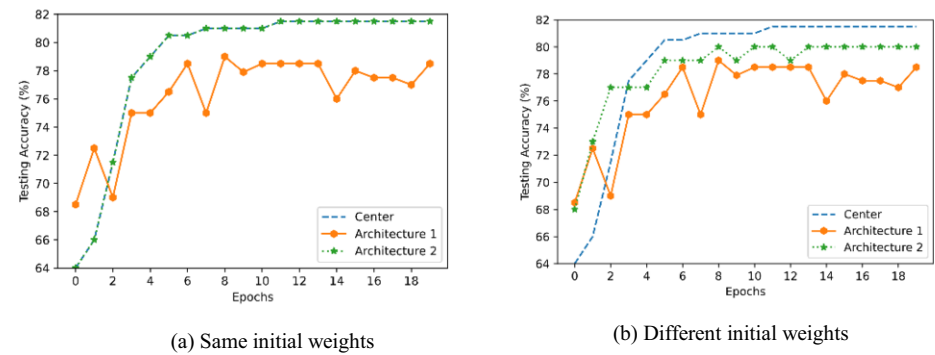 82
80
78
76
74
72
70
68
66
64
Testing Accuracy (%)
0 2 4 6 8 10 12 14 16 18
Epochs
Center
Architecture 1
Architecture 2
(a) Same initial weights
82
80
78
76
74
72
70
68
66
64
Testing Accuracy (%)
0 2 4 6 8 10 12 14 16 18
Epochs
Center
Architecture 1
Architecture 2
(b) Different initial weights